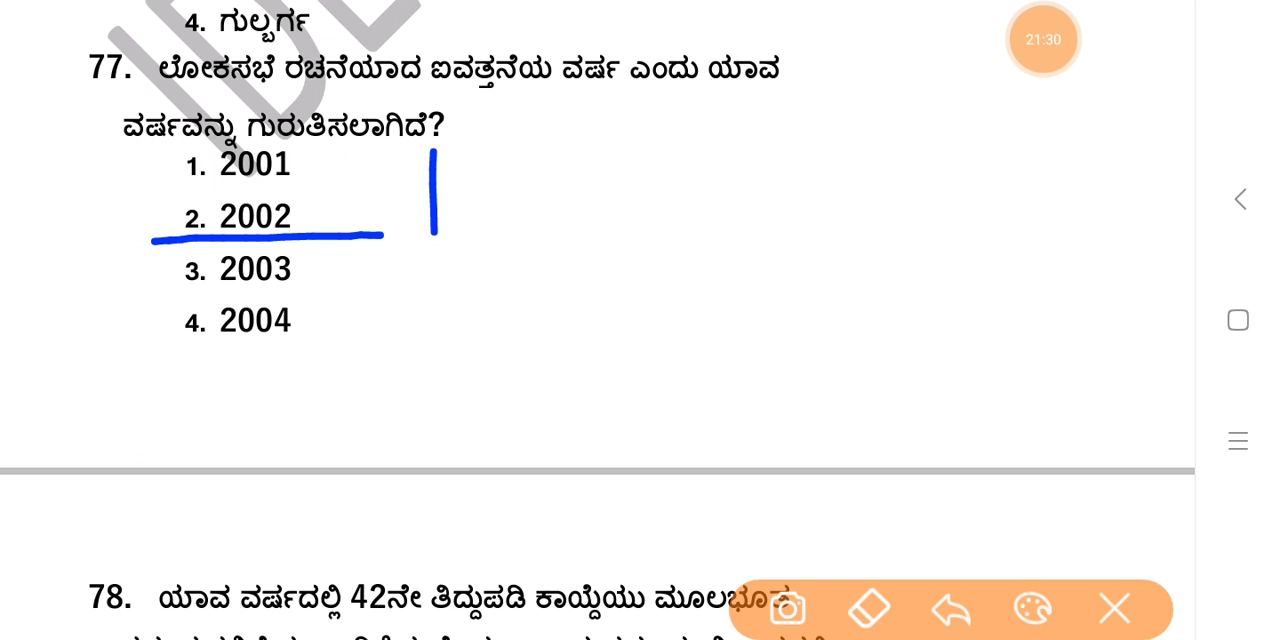 4. ಗುಲ್ಬರ್ಗ
21:30
77. ಲೋಕಸಭೆ ರಚನೆಯಾದ ಐವತ್ತನೆಯ ವರ್ಷ ಎಂದು ಯಾವ
ವರ್ಷವನ್ನು ಗುರುತಿಸಲಾಗಿದೆ?
1. 2001
2. 2002
3. 2003
4. 2004
78. ಯಾವ ವರ್ಷದಲ್ಲಿ 42ನೇ ತಿದ್ದುಪಡಿ ಕಾಯ್ದೆಯು ಮೂಲಭೂತ